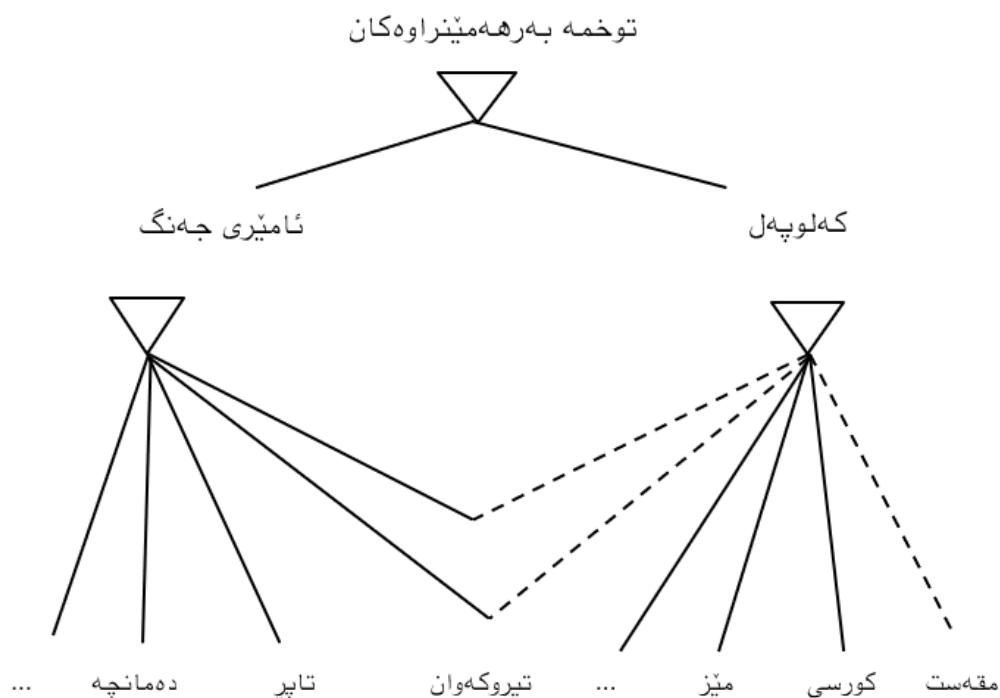 توخمە بەرهەمێنراوەکان
کەلوپەل
ئامێری جەنگ
مقەست
کورسی
مێز
...
تیروکەوان
تاپڕ
دەمانچە
...